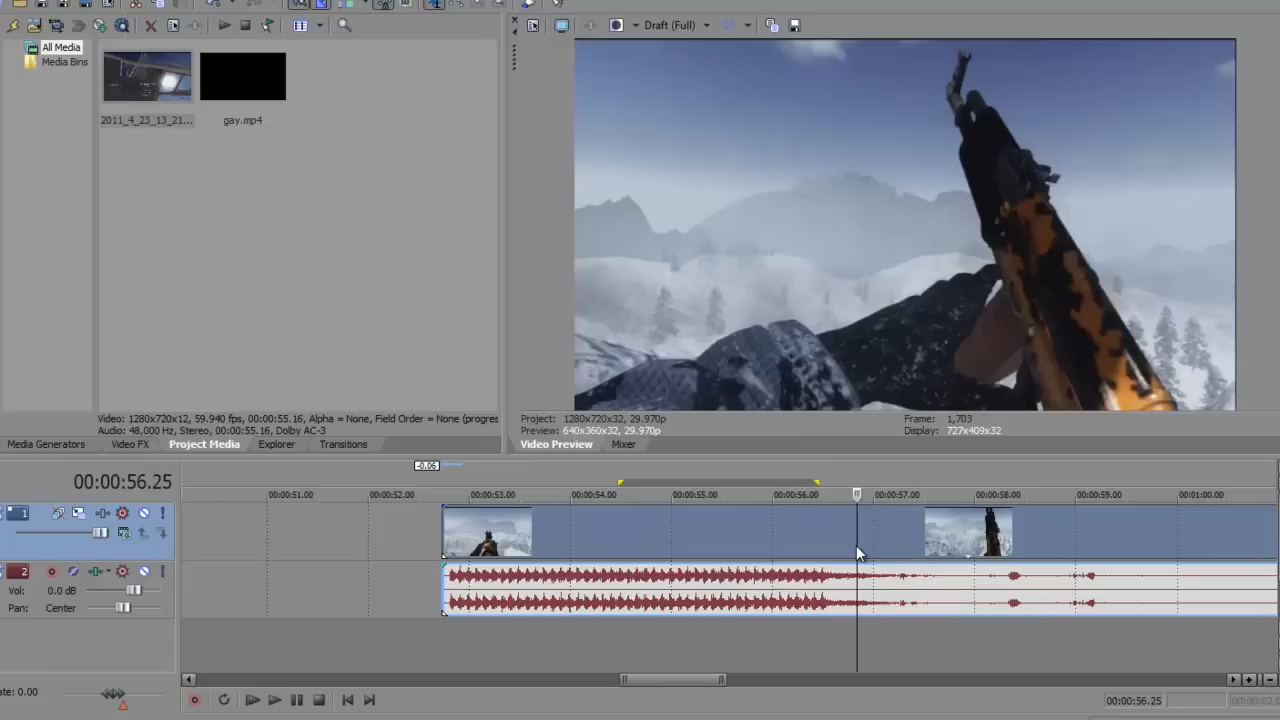 Draft (Full)
All Media
Media Bins
2011_4_23_13_21...
gay.mp4
Video: 1280x720x12, 59.940 fps, 00:00:55.16, Alpha = None, Field Order = None (progres
Audio: 48,000 Hz, Stereo, 00:00:55.16, Dolby AC-3
Project: 1280x720x32, 29.970p
Preview: 640x360x32, 29.970p
Frame: 1,703
Display: 727x409x32
Media Generators
Video FX
Project Media
Explorer
Transitions
Video Preview
Mixer
-0.06
00:00:56.25
00:00:51.00
00:00:52.00
00:00:53.00
00:00:54.00
00:00:55.00
00:00:56.00
00:00:57.00
00:00:58.00
00:00:59.00
00:01:00.00
1
2
Vol: 0.0 dB
Pan: Center
ate: 0.00
00:00:56.25
00:00:02.0